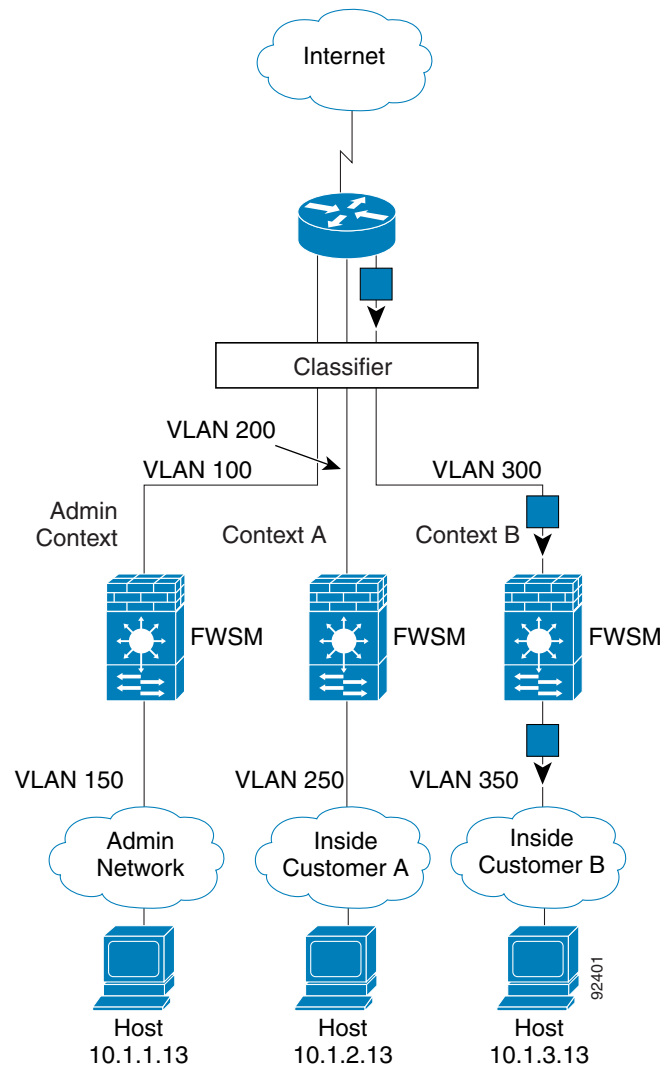 Internet
Classifier
VLAN 200
VLAN 100
VLAN 300
Admin
Context
Context A
Context B
FWSM
FWSM
FWSM
VLAN 150
VLAN 250
VLAN 350
Admin
Network
Inside
Customer A
Inside
Customer B
92401
Host
10.1.1.13
Host
10.1.2.13
Host
10.1.3.13